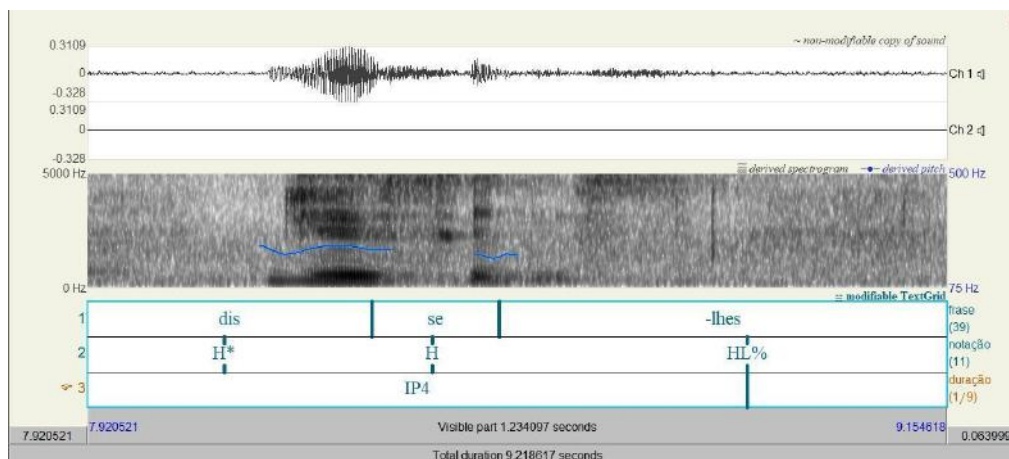 ~ non-modifiable copy of sound
0.3109
0
-0.328
Ch 1
0.3109
0
-0.328
Ch 2
derived spectrogram derived pitch
5000 Hz
500 Hz
0 Hz
75 Hz
modifiable TextGrid
1 dis se -lhes frase (39)
2 H* H HL% notação (11)
3 IP4 duração (1/9)
7.920521 7.920521 Visible part 1.234097 seconds 9.154618 0.063999
Total duration 9.218617 seconds